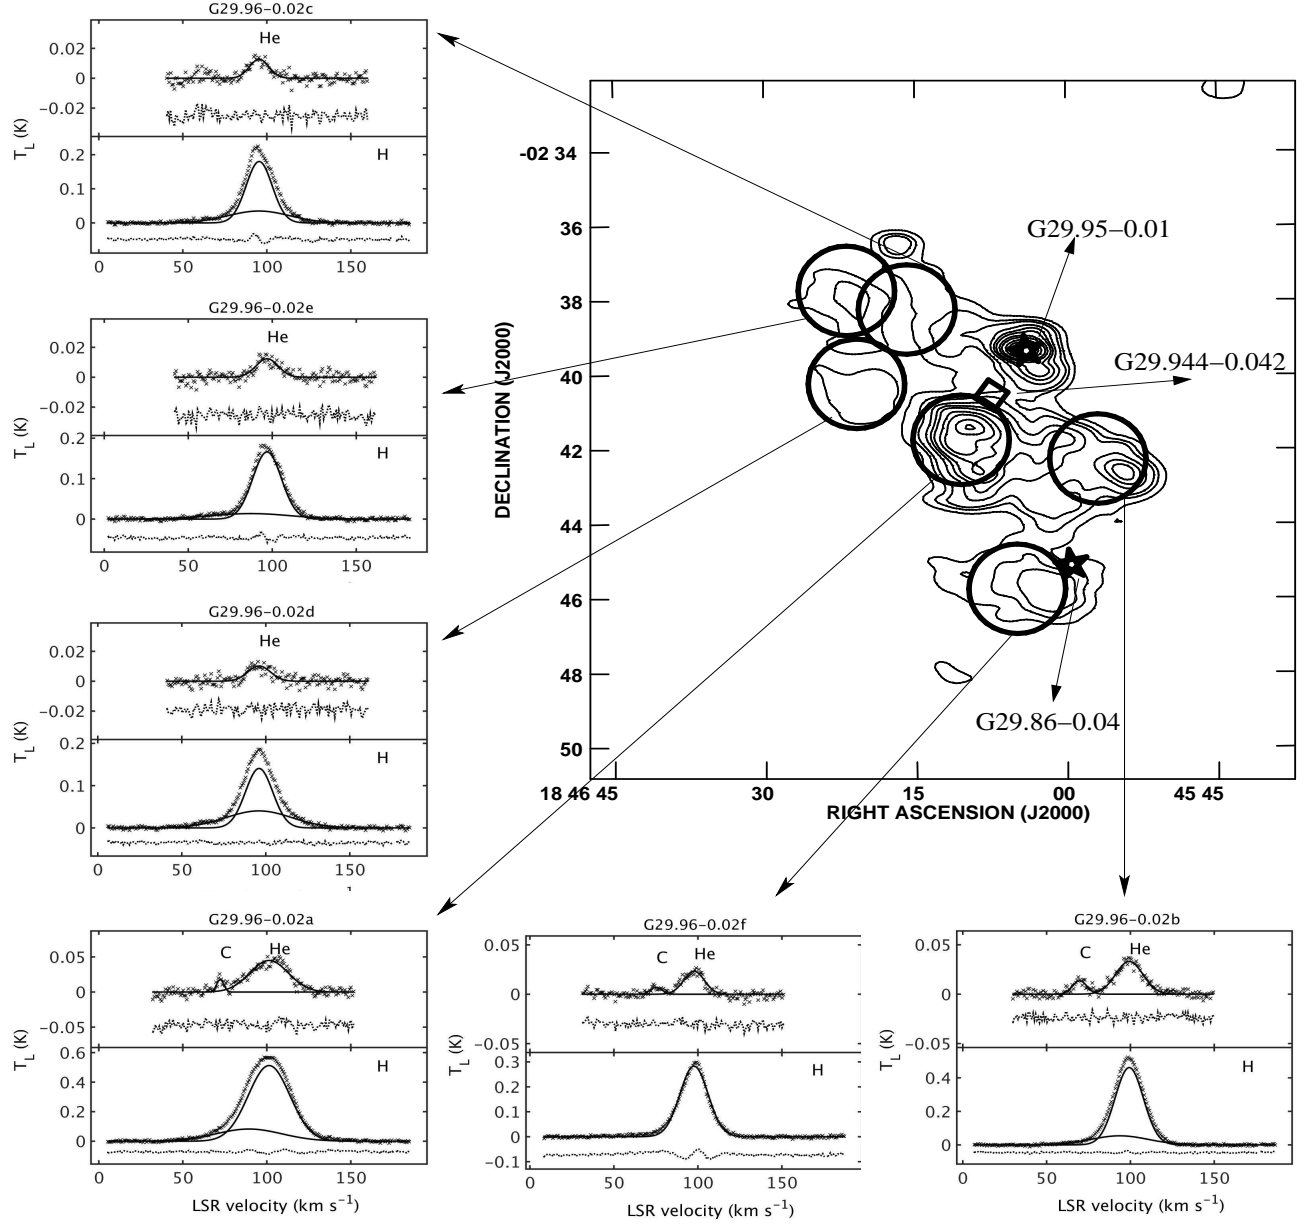 G29.96−0.02c
He
0.02
0
−0.02
T_L (K)
H
0.2
0.1
0
0 50 100 150
G29.96−0.02e
He
0.02
0
−0.02
T_L (K)
0.2
H
0.1
0
0 50 100 150
G29.96−0.02d
He
0.02
0
−0.02
T_L (K)
0.2
H
0.1
0
0 50 100 150
G29.96−0.02a
C He
0.05
0
−0.05
T_L (K)
0.6
H
0.4
0.2
0
0 50 100 150
LSR velocity (km s⁻¹)
G29.96−0.02f
C He
0.05
0
−0.05
T_L (K)
0.3
H
0.2
0.1
0
−0.1
0 50 100 150
LSR velocity (km s⁻¹)
G29.96−0.02b
C He
0.05
0
−0.05
T_L (K)
H
0.4
0.2
0
0 50 100 150
LSR velocity (km s⁻¹)
DECLINATION (J2000)
-02 34
36
38
40
42
44
46
48
50
G29.95−0.01
G29.944−0.042
G29.86−0.04
18 46 45 30 15 00 45 45
RIGHT ASCENSION (J2000)